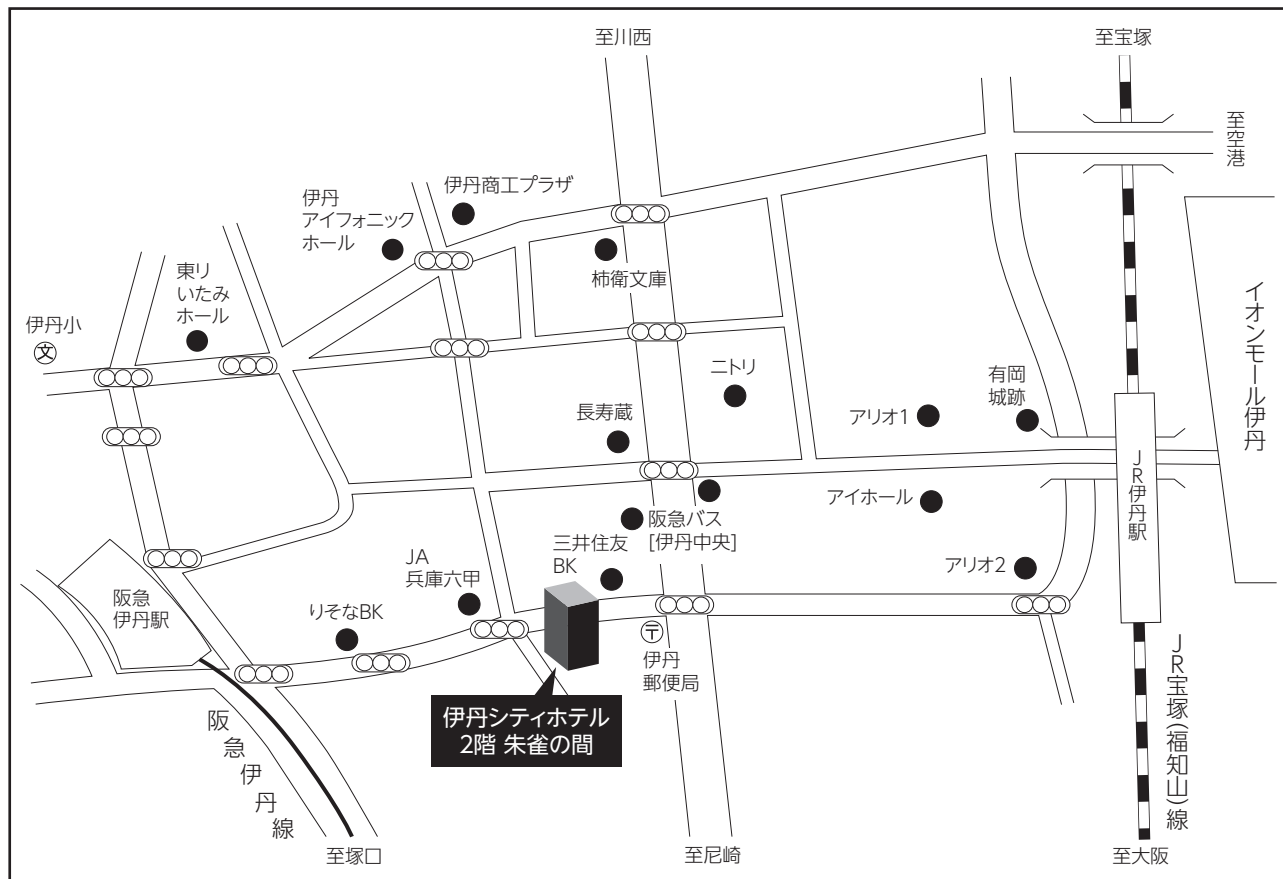 至川西
至宝塚
至空港
伊丹商工プラザ
伊丹
アイフォニック
ホール
柿衞文庫
東リ
いたみ
ホール
伊丹小
文
イオンモール伊丹
ニトリ
有岡
城跡
アリオ1
長寿蔵
JR伊丹駅
アイホール
阪急バス
[伊丹中央]
三井住友
BK
JA
兵庫六甲
アリオ2
阪急
伊丹駅
りそなBK
〒
伊丹
郵便局
伊丹シティホテル
2階 朱雀の間
阪急伊丹線
JR宝塚(福知山)線
至塚口
至尼崎
至大阪